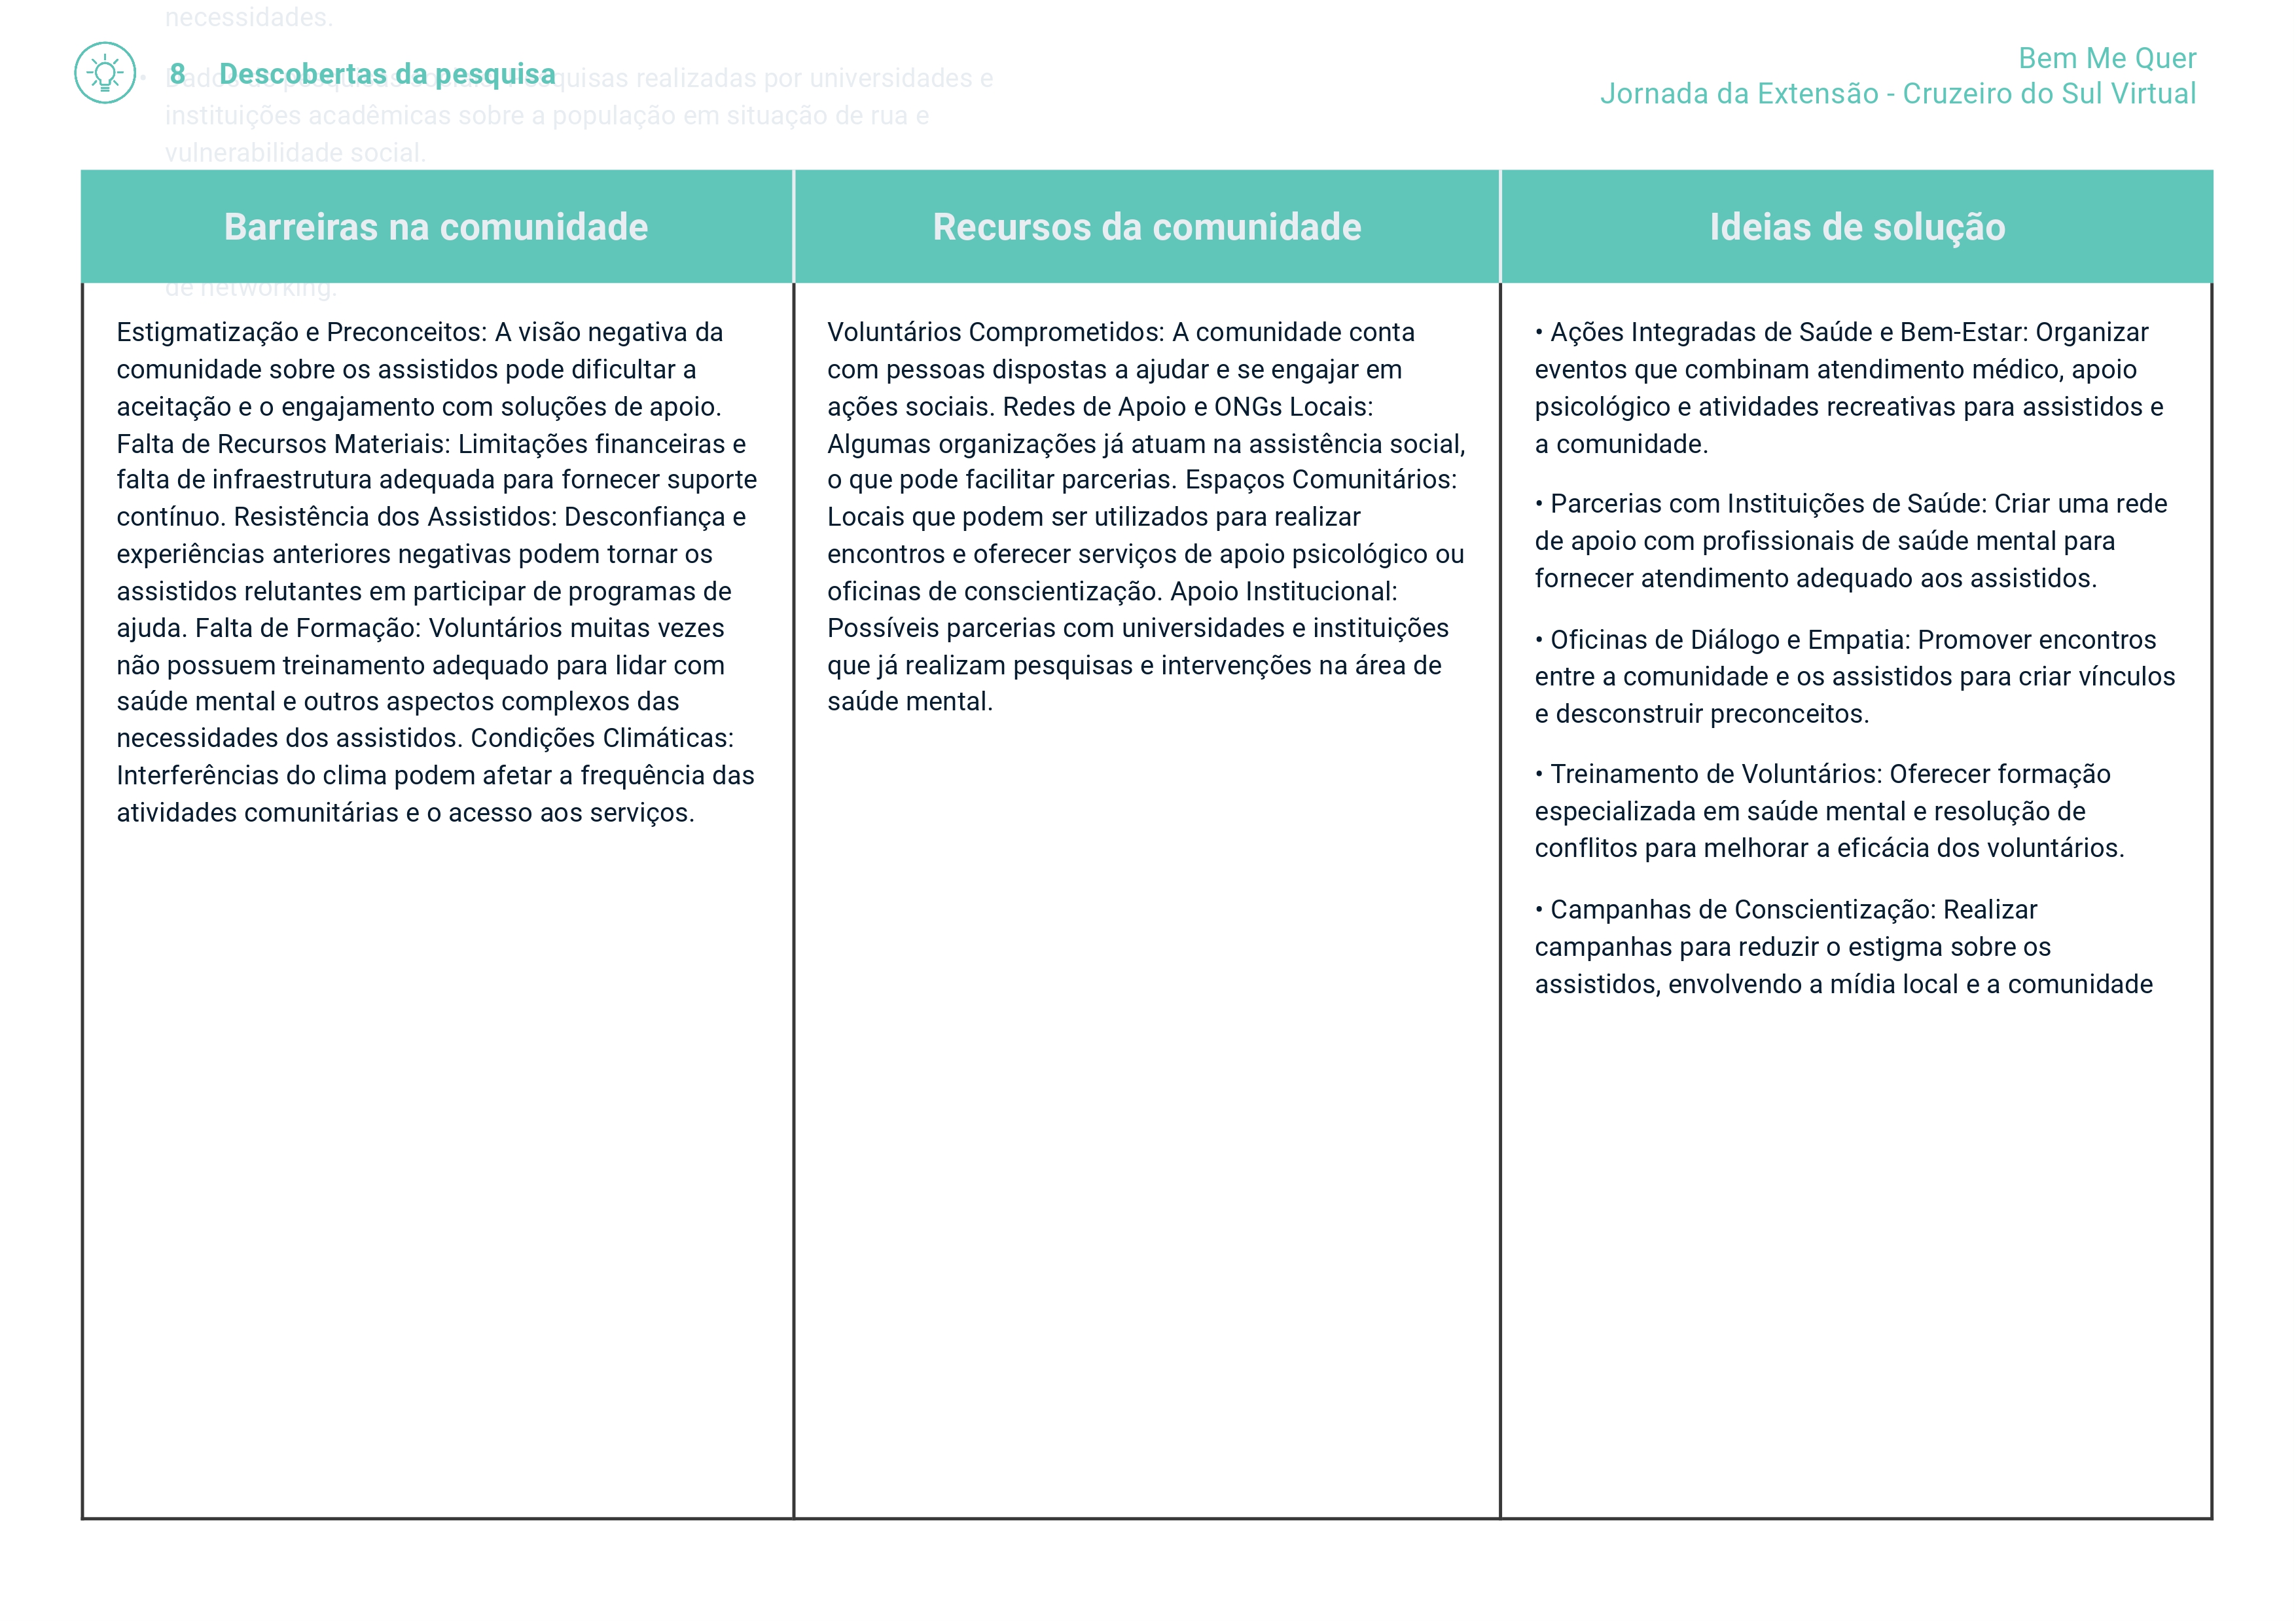 necessidades.
8 Descobertas da pesquisa
quisas realizadas por universidades e
instituições acadêmicas sobre a população em situação de rua e
vulnerabilidade social.
Bem Me Quer
Jornada da Extensão - Cruzeiro do Sul Virtual
Barreiras na comunidade
de networking.
Estigmatização e Preconceitos: A visão negativa da
comunidade sobre os assistidos pode dificultar a
aceitação e o engajamento com soluções de apoio.
Falta de Recursos Materiais: Limitações financeiras e
falta de infraestrutura adequada para fornecer suporte
contínuo. Resistência dos Assistidos: Desconfiança e
experiências anteriores negativas podem tornar os
assistidos relutantes em participar de programas de
ajuda. Falta de Formação: Voluntários muitas vezes
não possuem treinamento adequado para lidar com
saúde mental e outros aspectos complexos das
necessidades dos assistidos. Condições Climáticas:
Interferências do clima podem afetar a frequência das
atividades comunitárias e o acesso aos serviços.
Recursos da comunidade
Voluntários Comprometidos: A comunidade conta
com pessoas dispostas a ajudar e se engajar em
ações sociais. Redes de Apoio e ONGs Locais:
Algumas organizações já atuam na assistência social,
o que pode facilitar parcerias. Espaços Comunitários:
Locais que podem ser utilizados para realizar
encontros e oferecer serviços de apoio psicológico ou
oficinas de conscientização. Apoio Institucional:
Possíveis parcerias com universidades e instituições
que já realizam pesquisas e intervenções na área de
saúde mental.
Ideias de solução
• Ações Integradas de Saúde e Bem-Estar: Organizar
eventos que combinam atendimento médico, apoio
psicológico e atividades recreativas para assistidos e
a comunidade.
• Parcerias com Instituições de Saúde: Criar uma rede
de apoio com profissionais de saúde mental para
fornecer atendimento adequado aos assistidos.
• Oficinas de Diálogo e Empatia: Promover encontros
entre a comunidade e os assistidos para criar vínculos
e desconstruir preconceitos.
• Treinamento de Voluntários: Oferecer formação
especializada em saúde mental e resolução de
conflitos para melhorar a eficácia dos voluntários.
• Campanhas de Conscientização: Realizar
campanhas para reduzir o estigma sobre os
assistidos, envolvendo a mídia local e a comunidade